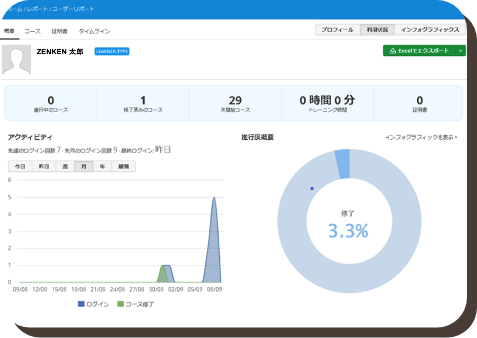 ホーム / レポート / ユーザーリポート
概要 コース 証明書 タイムライン
プロフィール 利用状況 インフォグラフィックス
ZENKEN 太郎 LEARNER-TYPE
Excelでエクスポート
0 1 29 0 時間 0 分 0
進行中のコース 修了済みのコース 未開始コース トレーニング時間 証明書
アクティビティ
先週のログイン回数 7 · 先月のログイン回数 9 · 最終ログイン: 昨日
今日 昨日 週 月 年 期間
6
5
4
3
2
1
0
09/08 12/08 15/08 18/08 21/08 24/08 27/08 30/08 02/09 05/09 08/09
ログイン コース修了
進行度概要
インフォグラフィックを表示 ›
修了
3.3%